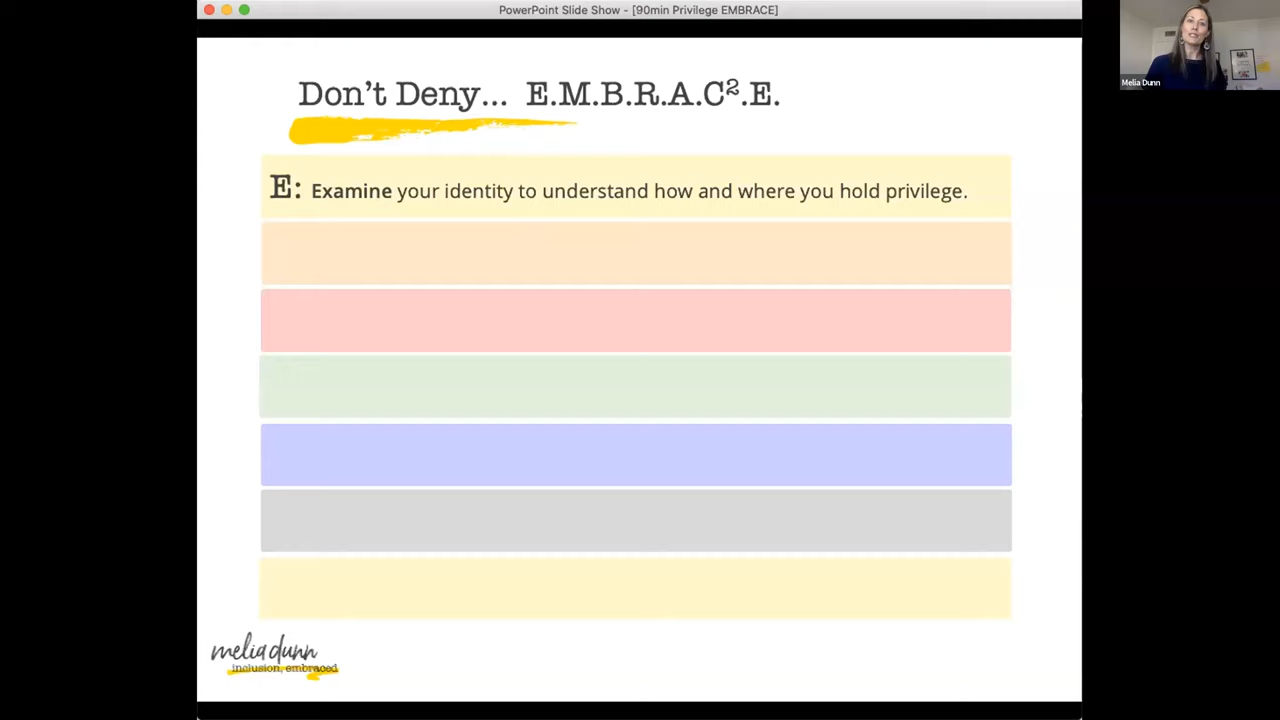 PowerPoint Slide Show - [90min Privilege EMBRACE]
Melia Dunn
Don't Deny... E.M.B.R.A.C².E.
E: Examine your identity to understand how and where you hold privilege.
melia dunn
inclusion, embraced